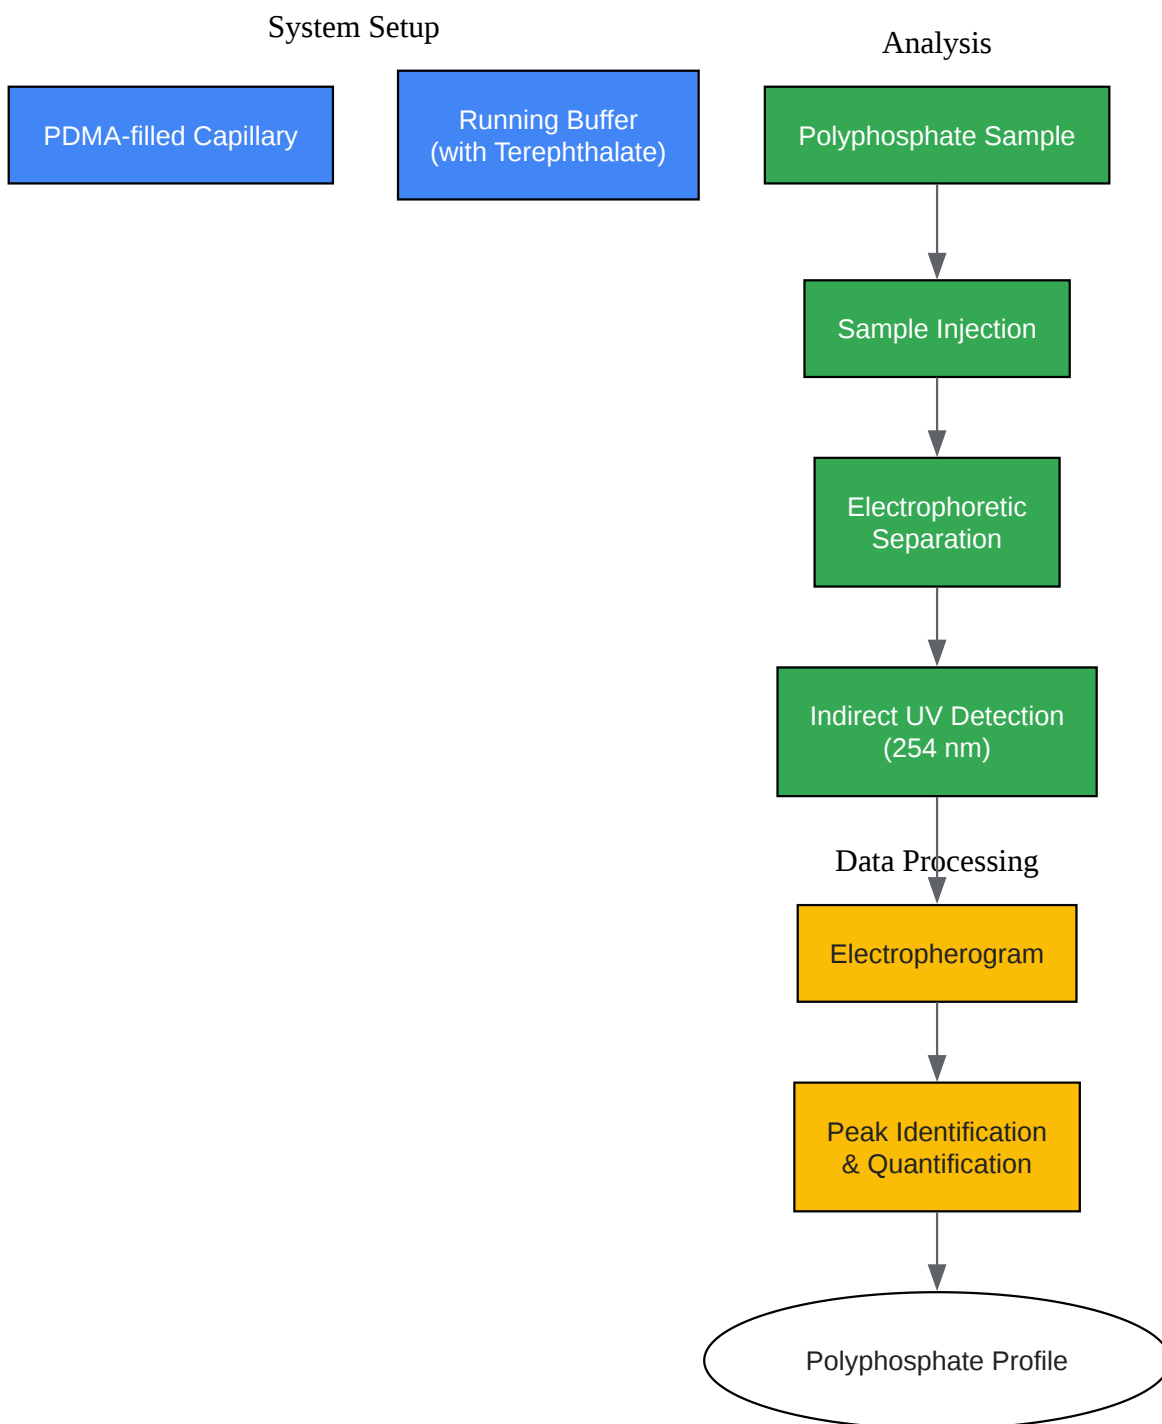 System Setup
PDMA-filled Capillary
Running Buffer
(with Terephthalate)
Analysis
Polyphosphate Sample
Sample Injection
Electrophoretic
Separation
Indirect UV Detection
(254 nm)
Data Processing
Electropherogram
Peak Identification
& Quantification
Polyphosphate Profile